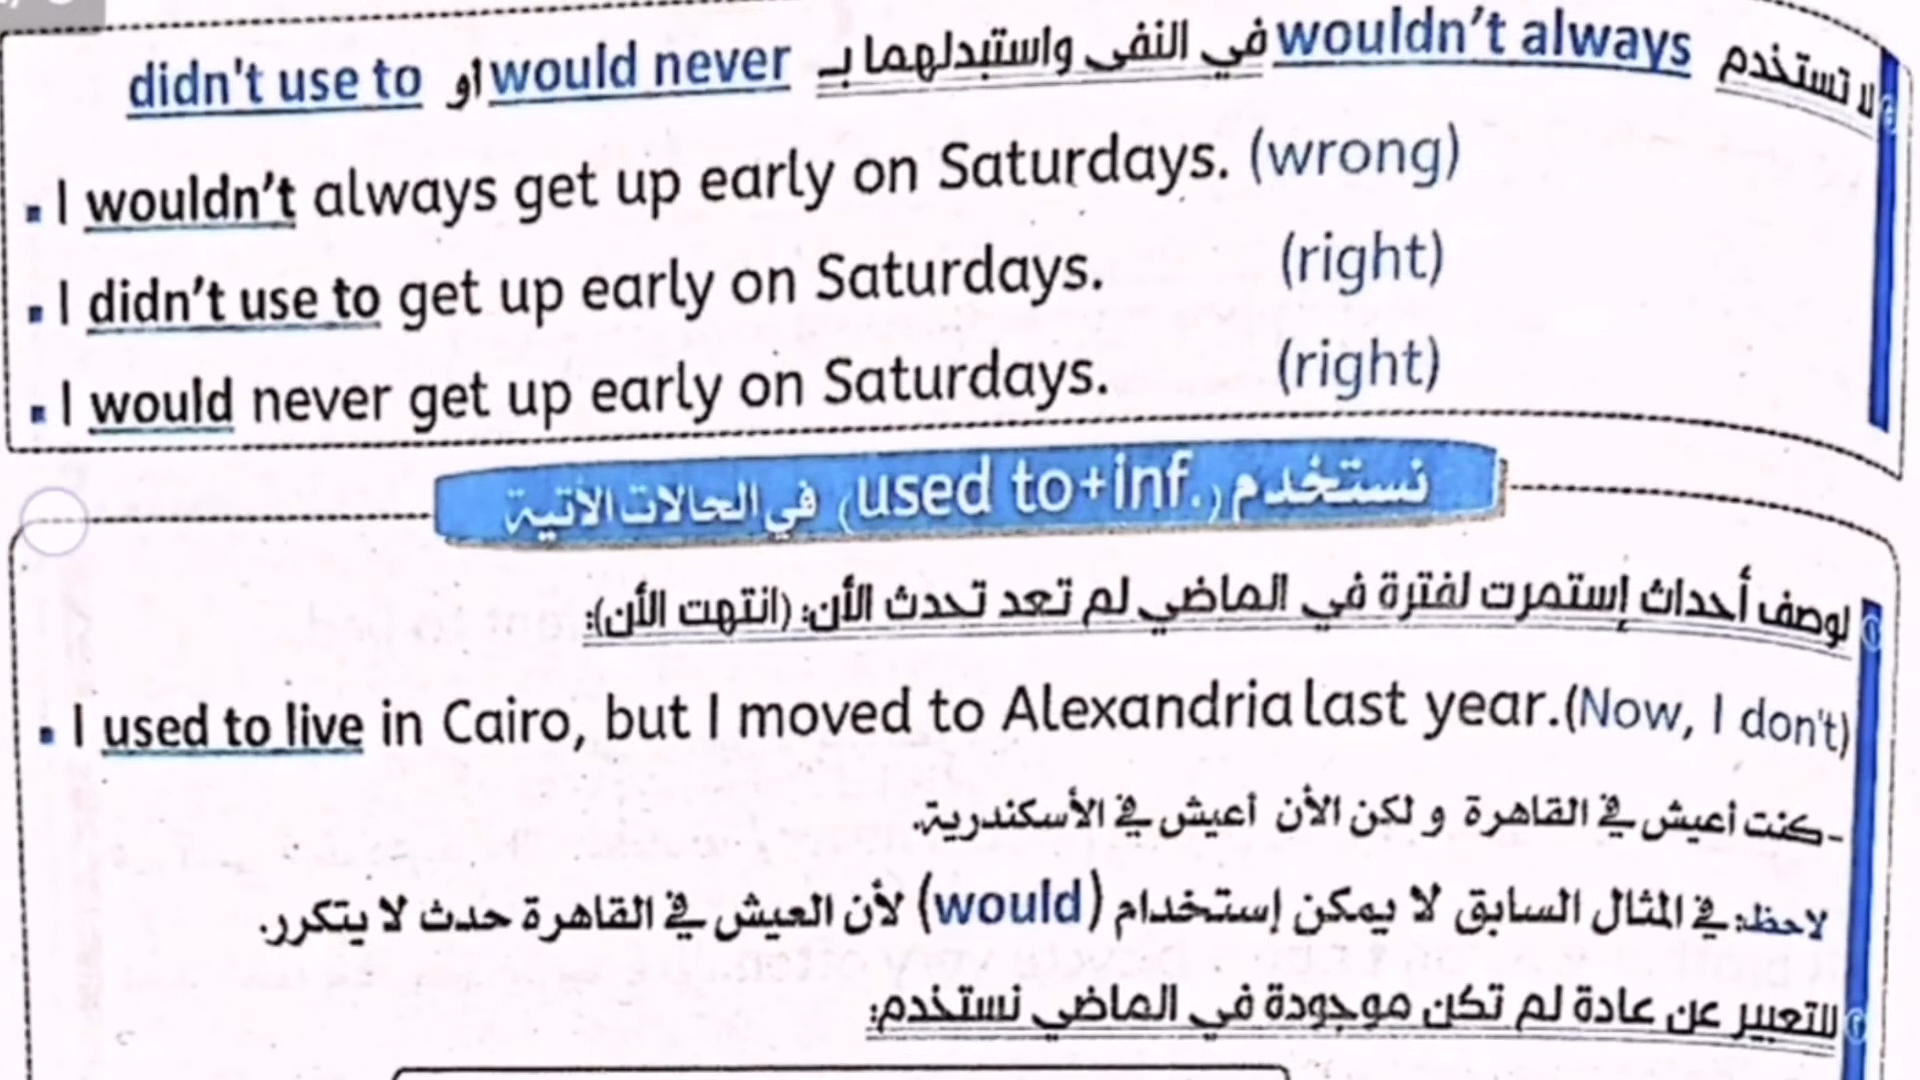 لا تستخدم wouldn't always في النفى واستبدلهما بـ would never او didn't use to
▪ I wouldn't always get up early on Saturdays. (wrong)
▪ I didn't use to get up early on Saturdays. (right)
▪ I would never get up early on Saturdays. (right)
نستخدم (used to+inf.) في الحالات الأتية
لوصف أحداث إستمرت لفترة في الماضي لم تعد تحدث الأن: (انتهت الأن):
▪ I used to live in Cairo, but I moved to Alexandria last year.(Now, I don't)
-كنت أعيش في القاهرة و لكن الأن أعيش في الأسكندرية.
لاحظ: في المثال السابق لا يمكن إستخدام (would) لأن العيش في القاهرة حدث لا يتكرر.
للتعبير عن عادة لم تكن موجودة في الماضي نستخدم: